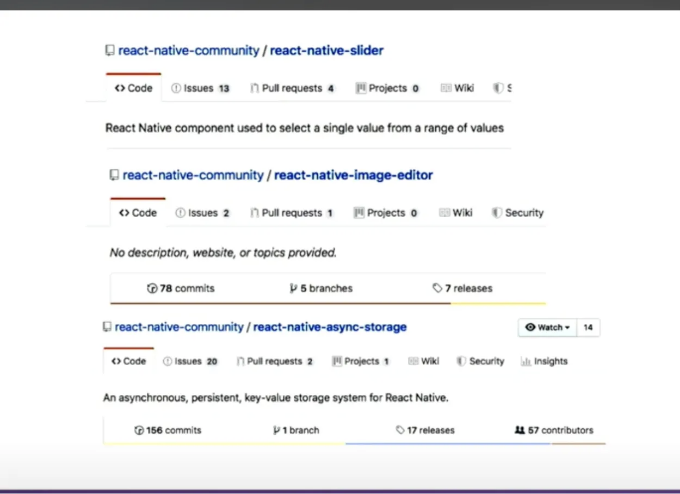 react-native-community / react-native-slider
<> Code Issues 13 Pull requests 4 Projects 0 Wiki S
React Native component used to select a single value from a range of values
react-native-community / react-native-image-editor
<> Code Issues 2 Pull requests 1 Projects 0 Wiki Security
No description, website, or topics provided.
78 commits 5 branches 7 releases
react-native-community / react-native-async-storage Watch 14
<> Code Issues 20 Pull requests 2 Projects 1 Wiki Security Insights
An asynchronous, persistent, key-value storage system for React Native.
156 commits 1 branch 17 releases 57 contributors